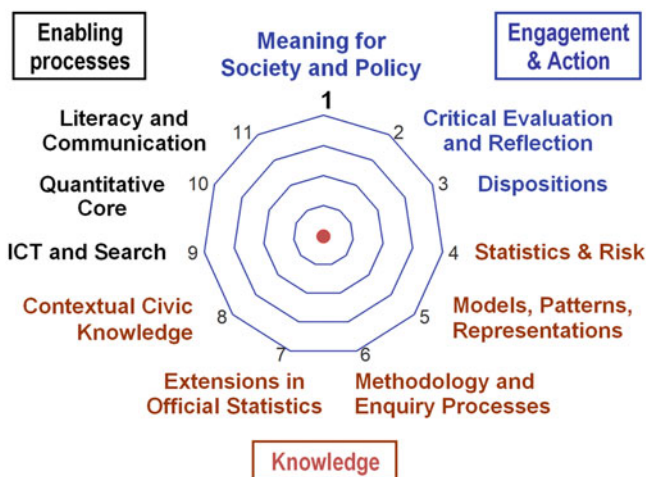 Enabling
processes
Meaning for
Society and Policy
Engagement
& Action
1
Literacy and
Communication
11
2
Critical Evaluation
and Reflection
Quantitative
Core
10
3
Dispositions
ICT and Search
9
4
Statistics & Risk
Contextual Civic
Knowledge
8
5
Models, Patterns,
Representations
7
6
Extensions in
Official Statistics
Methodology and
Enquiry Processes
Knowledge